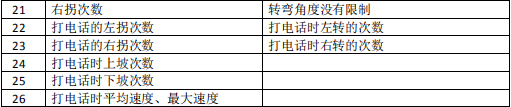 21 右拐次数 转弯角度没有限制
22 打电话的左拐次数 打电话时左转的次数
23 打电话的右拐次数 打电话时右转的次数
24 打电话时上坡次数
25 打电话时下坡次数
26 打电话时平均速度、最大速度